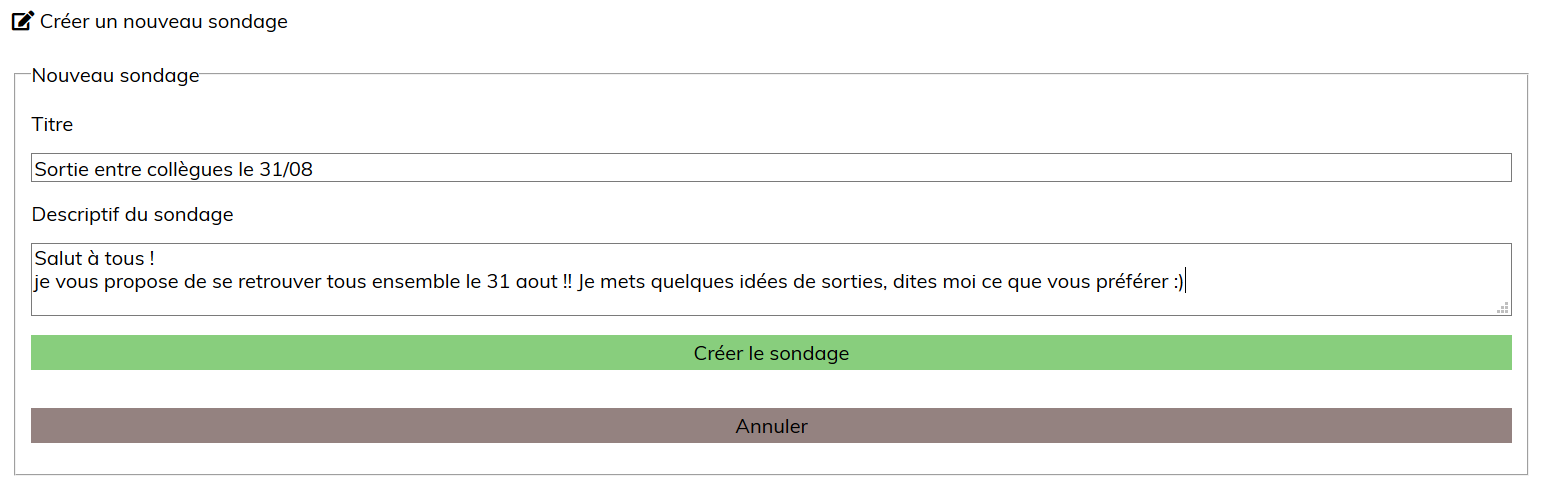 Créer un nouveau sondage
Nouveau sondage
Titre
Sortie entre collègues le 31/08
Descriptif du sondage
Salut à tous !
je vous propose de se retrouver tous ensemble le 31 aout !! Je mets quelques idées de sorties, dites moi ce que vous préférer :)
Créer le sondage
Annuler